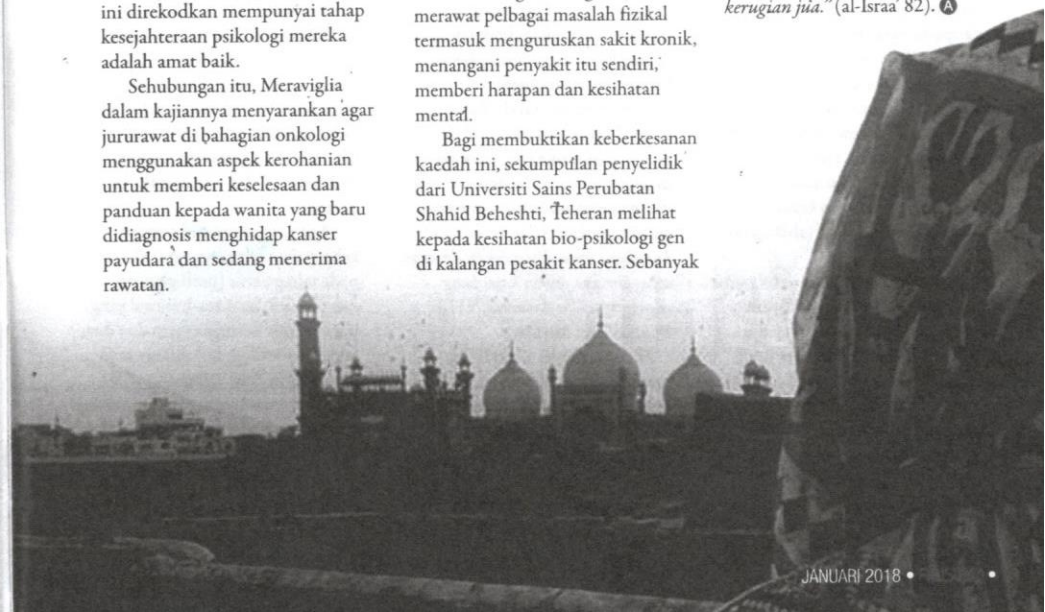 ini direkodkan mempunyai tahap
kesejahteraan psikologi mereka
adalah amat baik.
Sehubungan itu, Meraviglia
dalam kajiannya menyarankan agar
jururawat di bahagian onkologi
menggunakan aspek kerohanian
untuk memberi keselesaan dan
panduan kepada wanita yang baru
didiagnosis menghidap kanser
payudara dan sedang menerima
rawatan.
merawat pelbagai masalah fizikal
termasuk menguruskan sakit kronik,
menangani penyakit itu sendiri,
memberi harapan dan kesihatan
mental.
Bagi membuktikan keberkesanan
kaedah ini, sekumpulan penyelidik
dari Universiti Sains Perubatan
Shahid Beheshti, Teheran melihat
kepada kesihatan bio-psikologi gen
di kalangan pesakit kanser. Sebanyak
kerugian jua." (al-Israa' 82). A
JANUARI 2018 • •